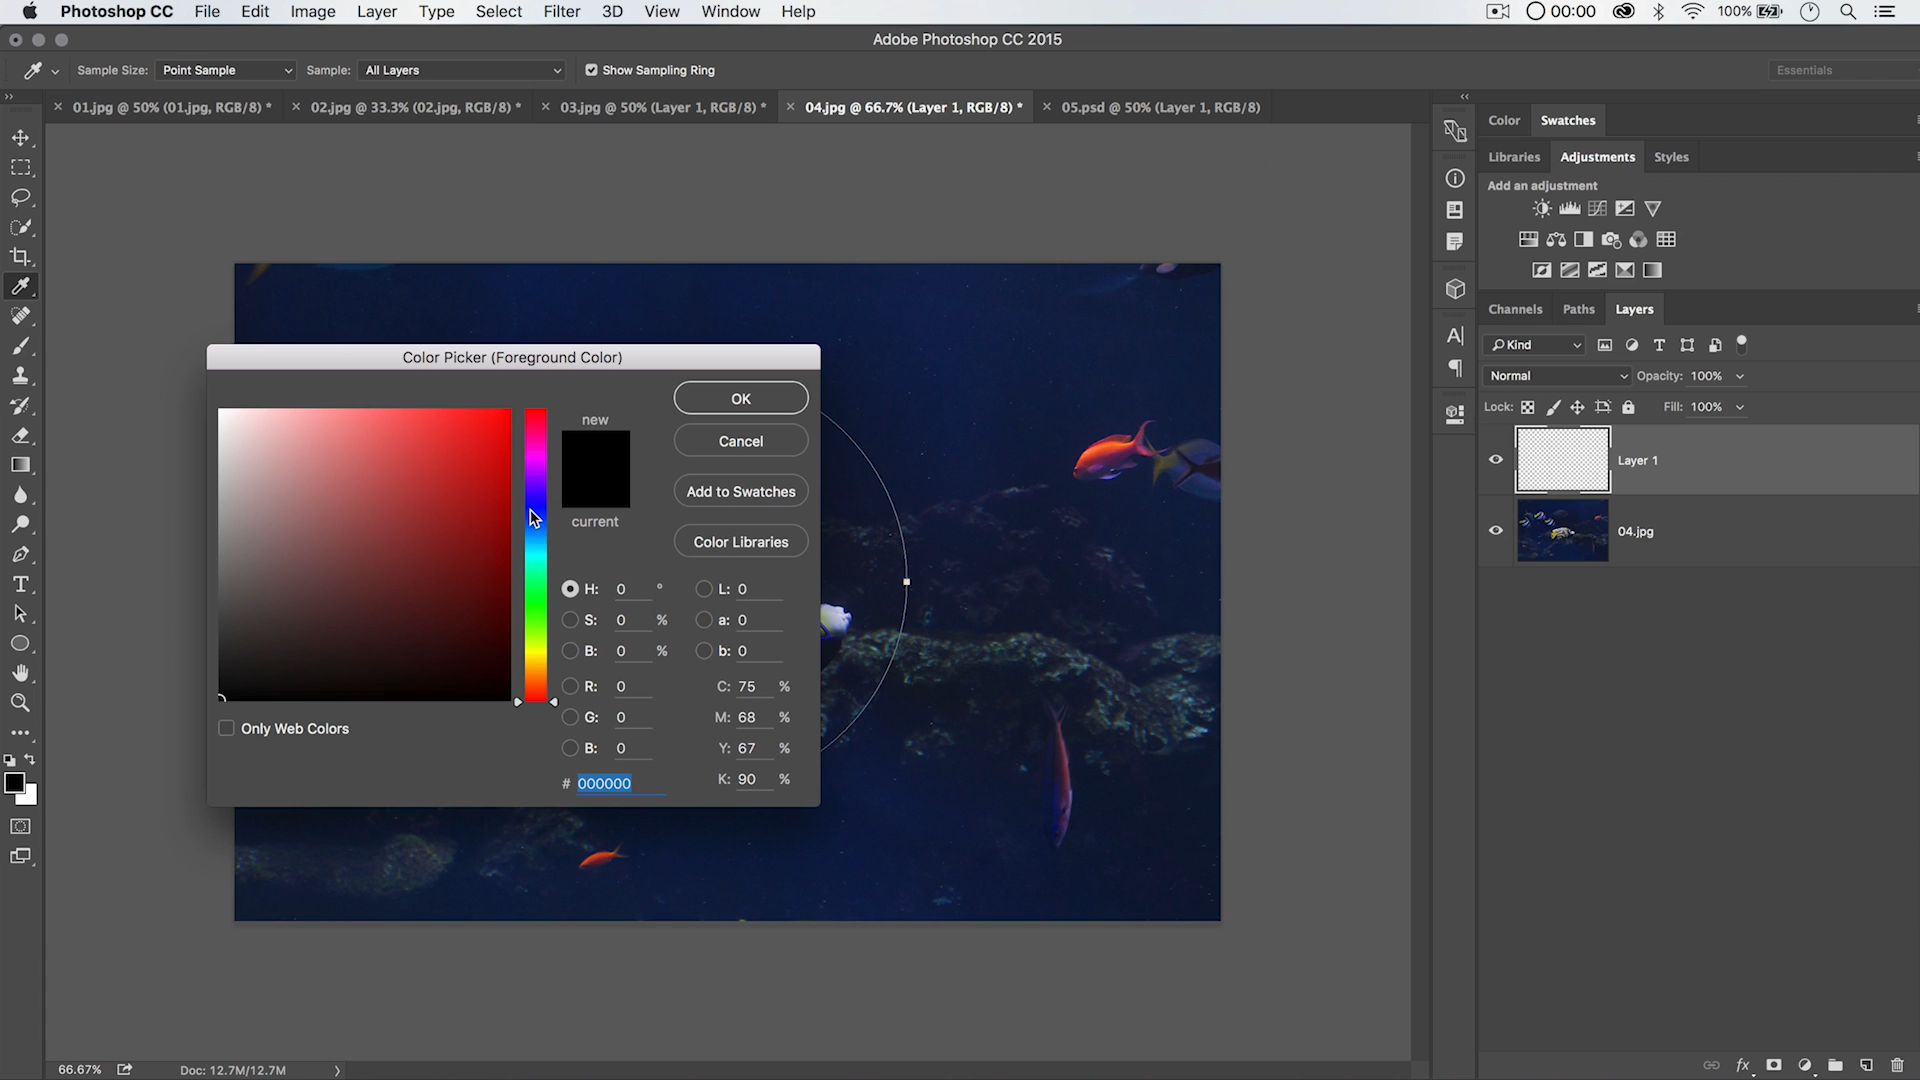 Photoshop CC File Edit Image Layer Type Select Filter 3D View Window Help 00:00 100%
Adobe Photoshop CC 2015
Sample Size: Point Sample Sample: All Layers Show Sampling Ring Essentials
01.jpg @ 50% (01.jpg, RGB/8) * 02.jpg @ 33.3% (02.jpg, RGB/8) * 03.jpg @ 50% (Layer 1, RGB/8) * 04.jpg @ 66.7% (Layer 1, RGB/8) * 05.psd @ 50% (Layer 1, RGB/8)
Color Swatches
Libraries Adjustments Styles
Add an adjustment
Channels Paths Layers
Kind
Normal Opacity: 100%
Lock: Fill: 100%
Layer 1
04.jpg
Color Picker (Foreground Color)
new
current
OK
Cancel
Add to Swatches
Color Libraries
H: 0 ° L: 0
S: 0 % a: 0
B: 0 % b: 0
R: 0 C: 75 %
G: 0 M: 68 %
B: 0 Y: 67 %
# 000000 K: 90 %
Only Web Colors
66.67% Doc: 12.7M/12.7M